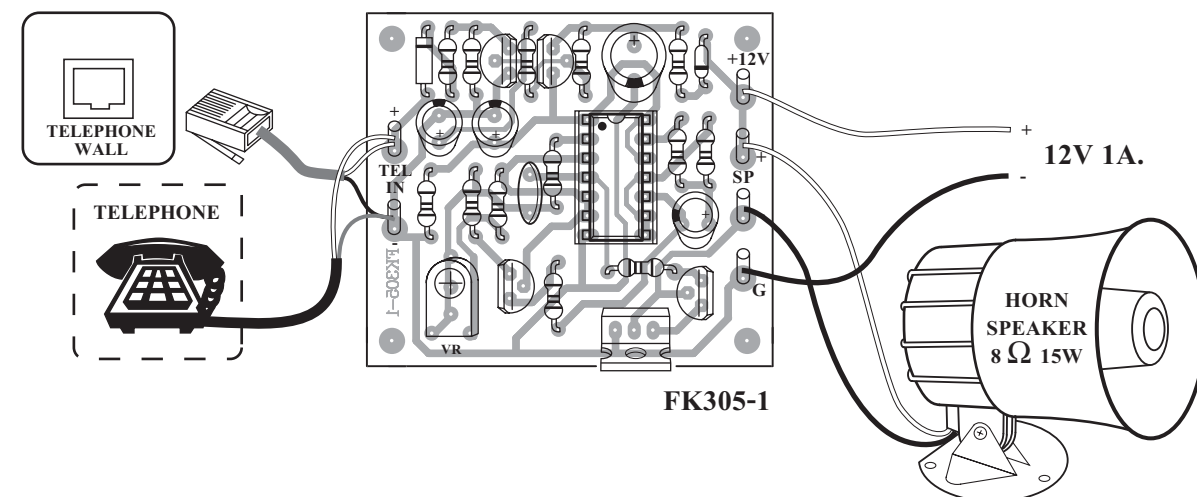 TELEPHONE
WALL
TELEPHONE
+
TEL
IN
-
FK305-1
VR
+12V
+
SP
G
+
12V 1A.
-
HORN
SPEAKER
8 Ω 15W
FK305-1